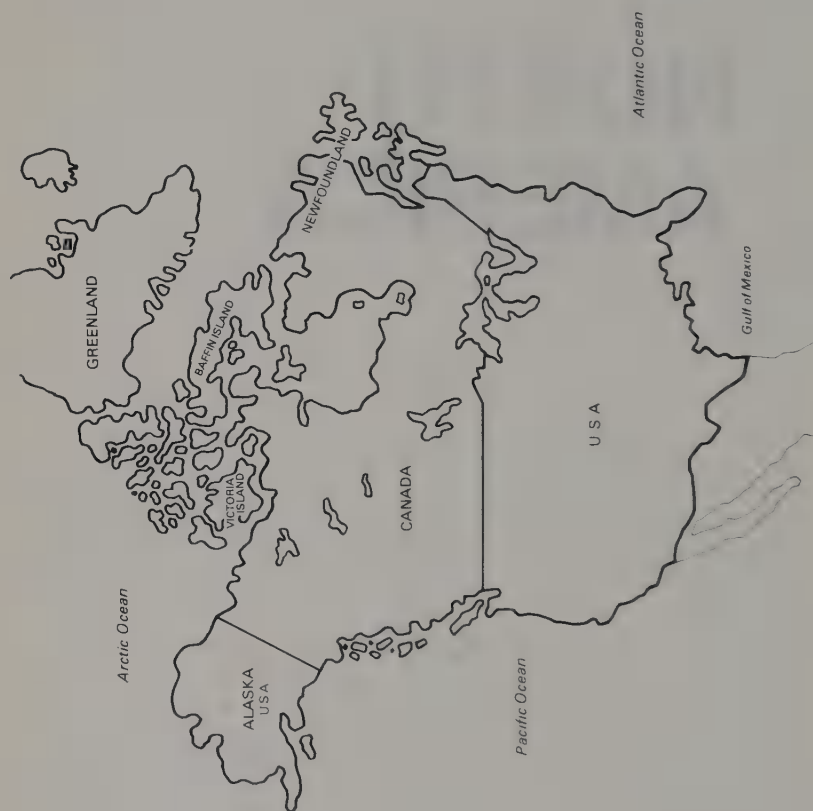 Arctic Ocean
GREENLAND
BAFFIN ISLAND
VICTORIA
ISLAND
ALASKA
USA
NEWFOUNDLAND
CANADA
Pacific Ocean
USA
Atlantic Ocean
Gulf of Mexico